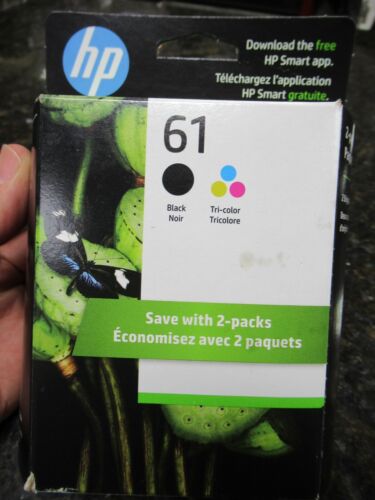 hp
Download the free
HP Smart app.
Téléchargez l'application
HP Smart gratuite.
61
Black
Noir
Tri-color
Tricolore
Save with 2-packs
Économisez avec 2 paquets